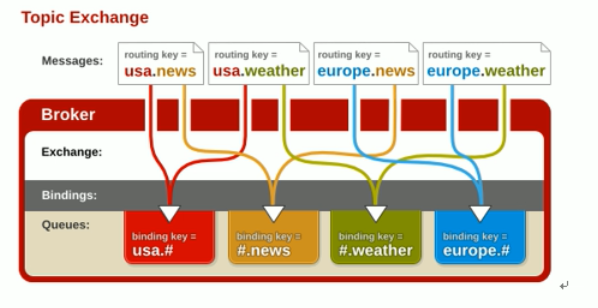 Topic Exchange
Messages:
routing key =
usa.news
routing key =
usa.weather
routing key =
europe.news
routing key =
europe.weather
Broker
Exchange:
Bindings:
Queues:
binding key =
usa.#
binding key =
#.news
binding key =
#.weather
binding key =
europe.#